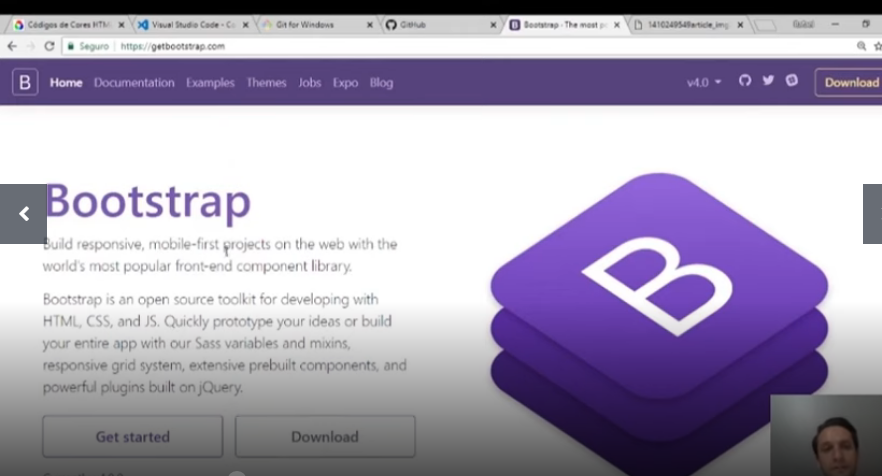 Códigos de Cores HTM
Visual Studio Code - Co
Git for Windows
GitHub
Bootstrap · The most p
1410249549article_img
Seguro
https://getbootstrap.com
B
Home
Documentation
Examples
Themes
Jobs
Expo
Blog
v4.0
Download
Bootstrap
Build responsive, mobile-first projects on the web with the
world's most popular front-end component library.
Bootstrap is an open source toolkit for developing with
HTML, CSS, and JS. Quickly prototype your ideas or build
your entire app with our Sass variables and mixins,
responsive grid system, extensive prebuilt components, and
powerful plugins built on jQuery.
B
Get started
Download